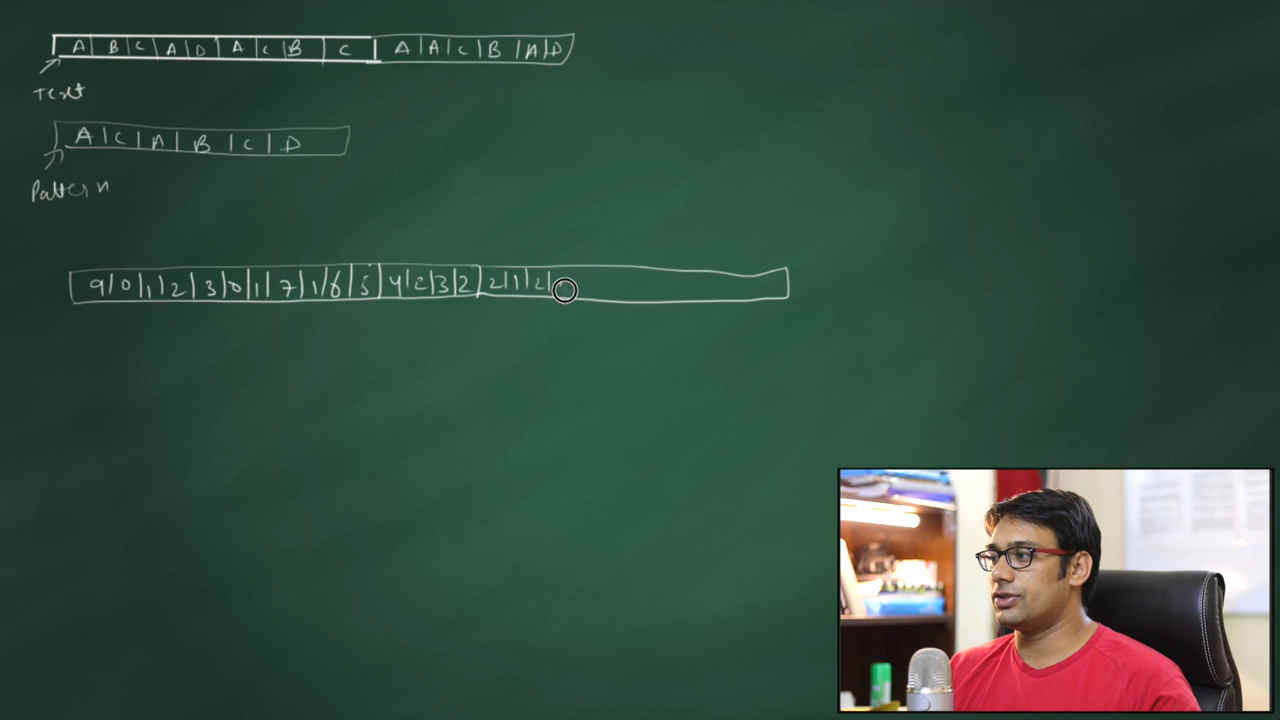 A | B | C | A | D | A | C | B | C | A | A | C | B | A | D
Text
A | C | A | B | C | D
Pattern
9 | 0 | 1 | 2 | 3 | 0 | 1 | 7 | 1 | 6 | 5 | 4 | 2 | 3 | 2 | 2 | 1 | 2 |